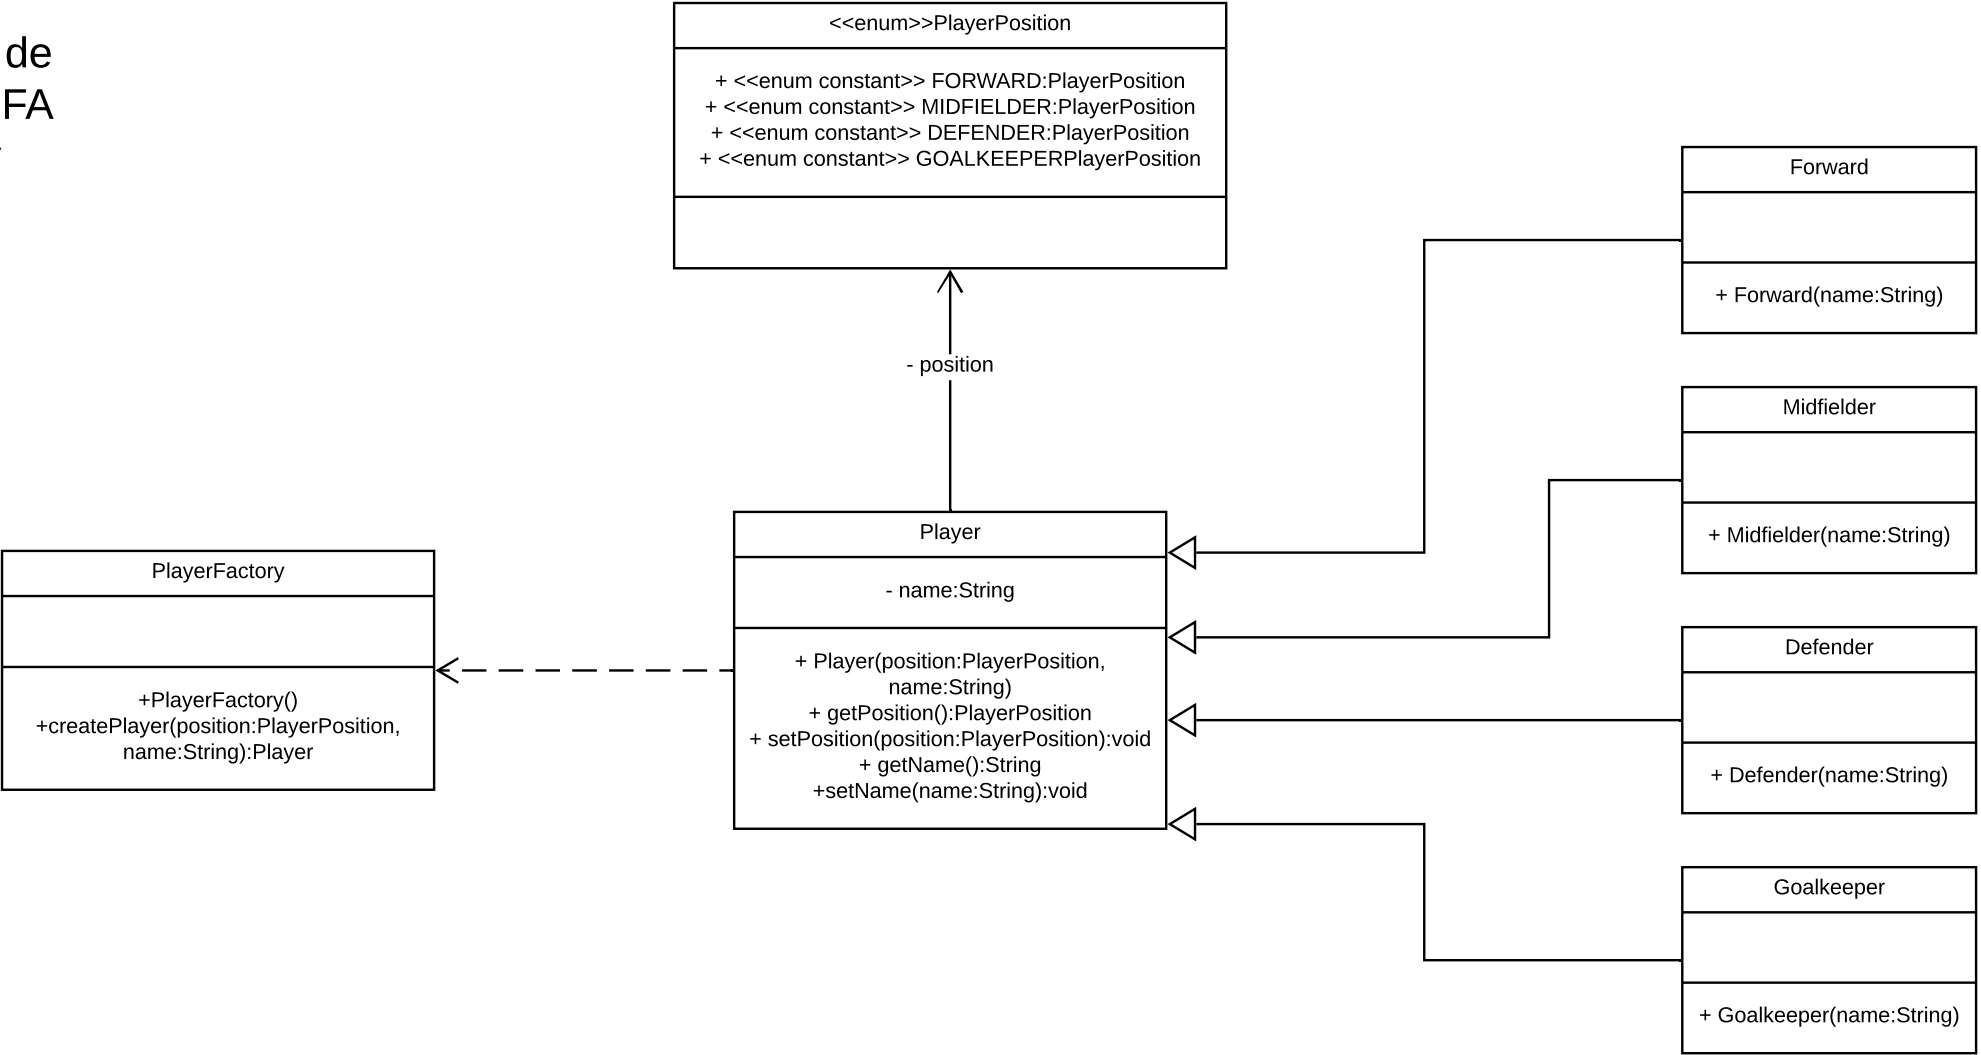 de
FA
<<enum>>PlayerPosition
+ <<enum constant>> FORWARD:PlayerPosition
+ <<enum constant>> MIDFIELDER:PlayerPosition
+ <<enum constant>> DEFENDER:PlayerPosition
+ <<enum constant>> GOALKEEPERPlayerPosition
- position
Player
- name:String
+ Player(position:PlayerPosition,
name:String)
+ getPosition():PlayerPosition
+ setPosition(position:PlayerPosition):void
+ getName():String
+setName(name:String):void
PlayerFactory
+PlayerFactory()
+createPlayer(position:PlayerPosition,
name:String):Player
Forward
+ Forward(name:String)
Midfielder
+ Midfielder(name:String)
Defender
+ Defender(name:String)
Goalkeeper
+ Goalkeeper(name:String)